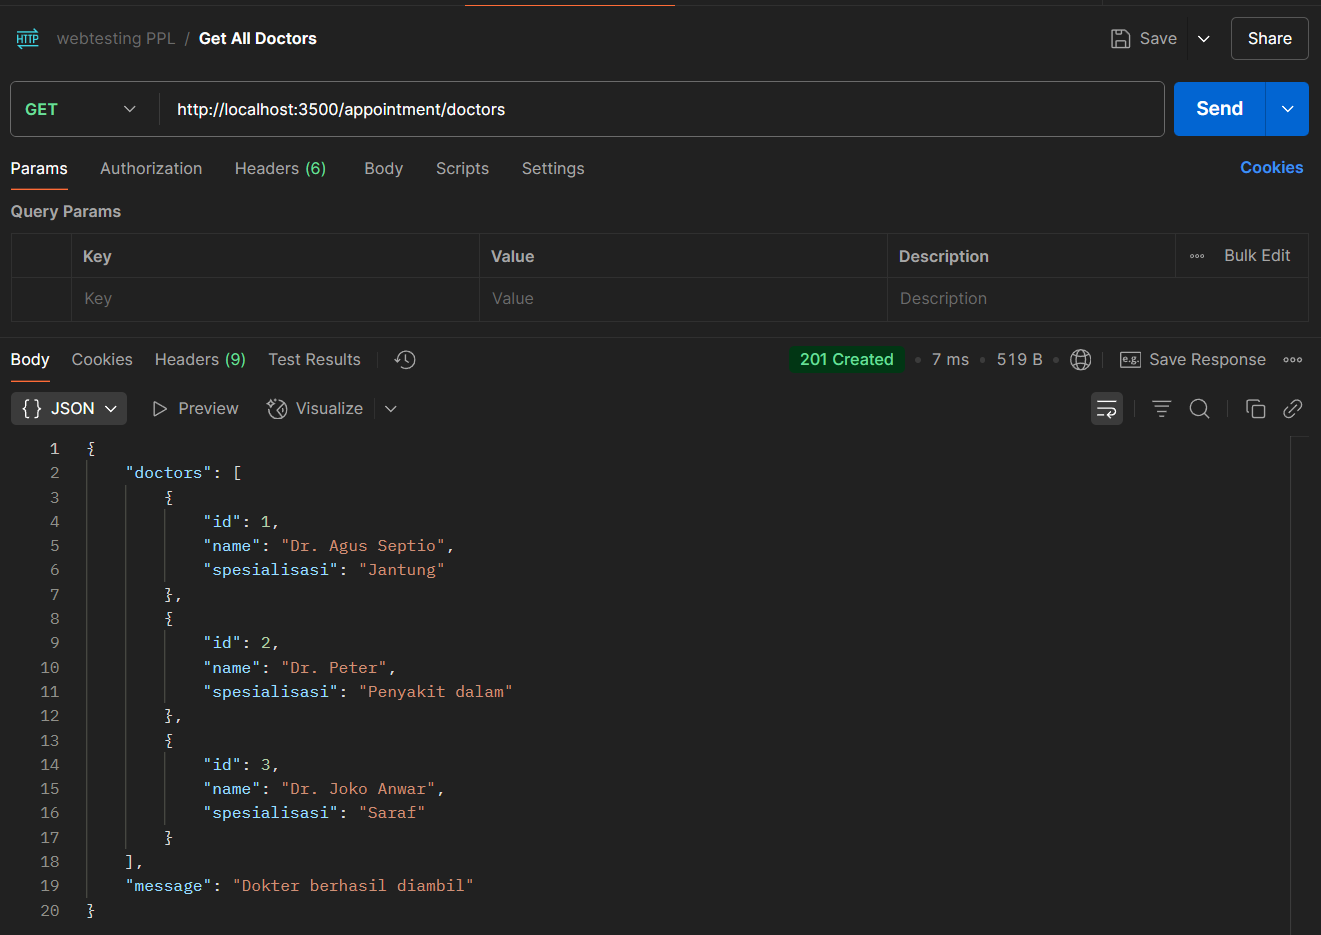 HTTP webtesting PPL / Get All Doctors Save Share
GET http://localhost:3500/appointment/doctors Send
Params Authorization Headers (6) Body Scripts Settings Cookies
Query Params
Key Value Description Bulk Edit
Key Value Description
Body Cookies Headers (9) Test Results 201 Created 7 ms 519 B e.g. Save Response
{} JSON Preview Visualize
1 {
2 "doctors": [
3 {
4 "id": 1,
5 "name": "Dr. Agus Septio",
6 "spesialisasi": "Jantung"
7 },
8 {
9 "id": 2,
10 "name": "Dr. Peter",
11 "spesialisasi": "Penyakit dalam"
12 },
13 {
14 "id": 3,
15 "name": "Dr. Joko Anwar",
16 "spesialisasi": "Saraf"
17 }
18 ],
19 "message": "Dokter berhasil diambil"
20 }